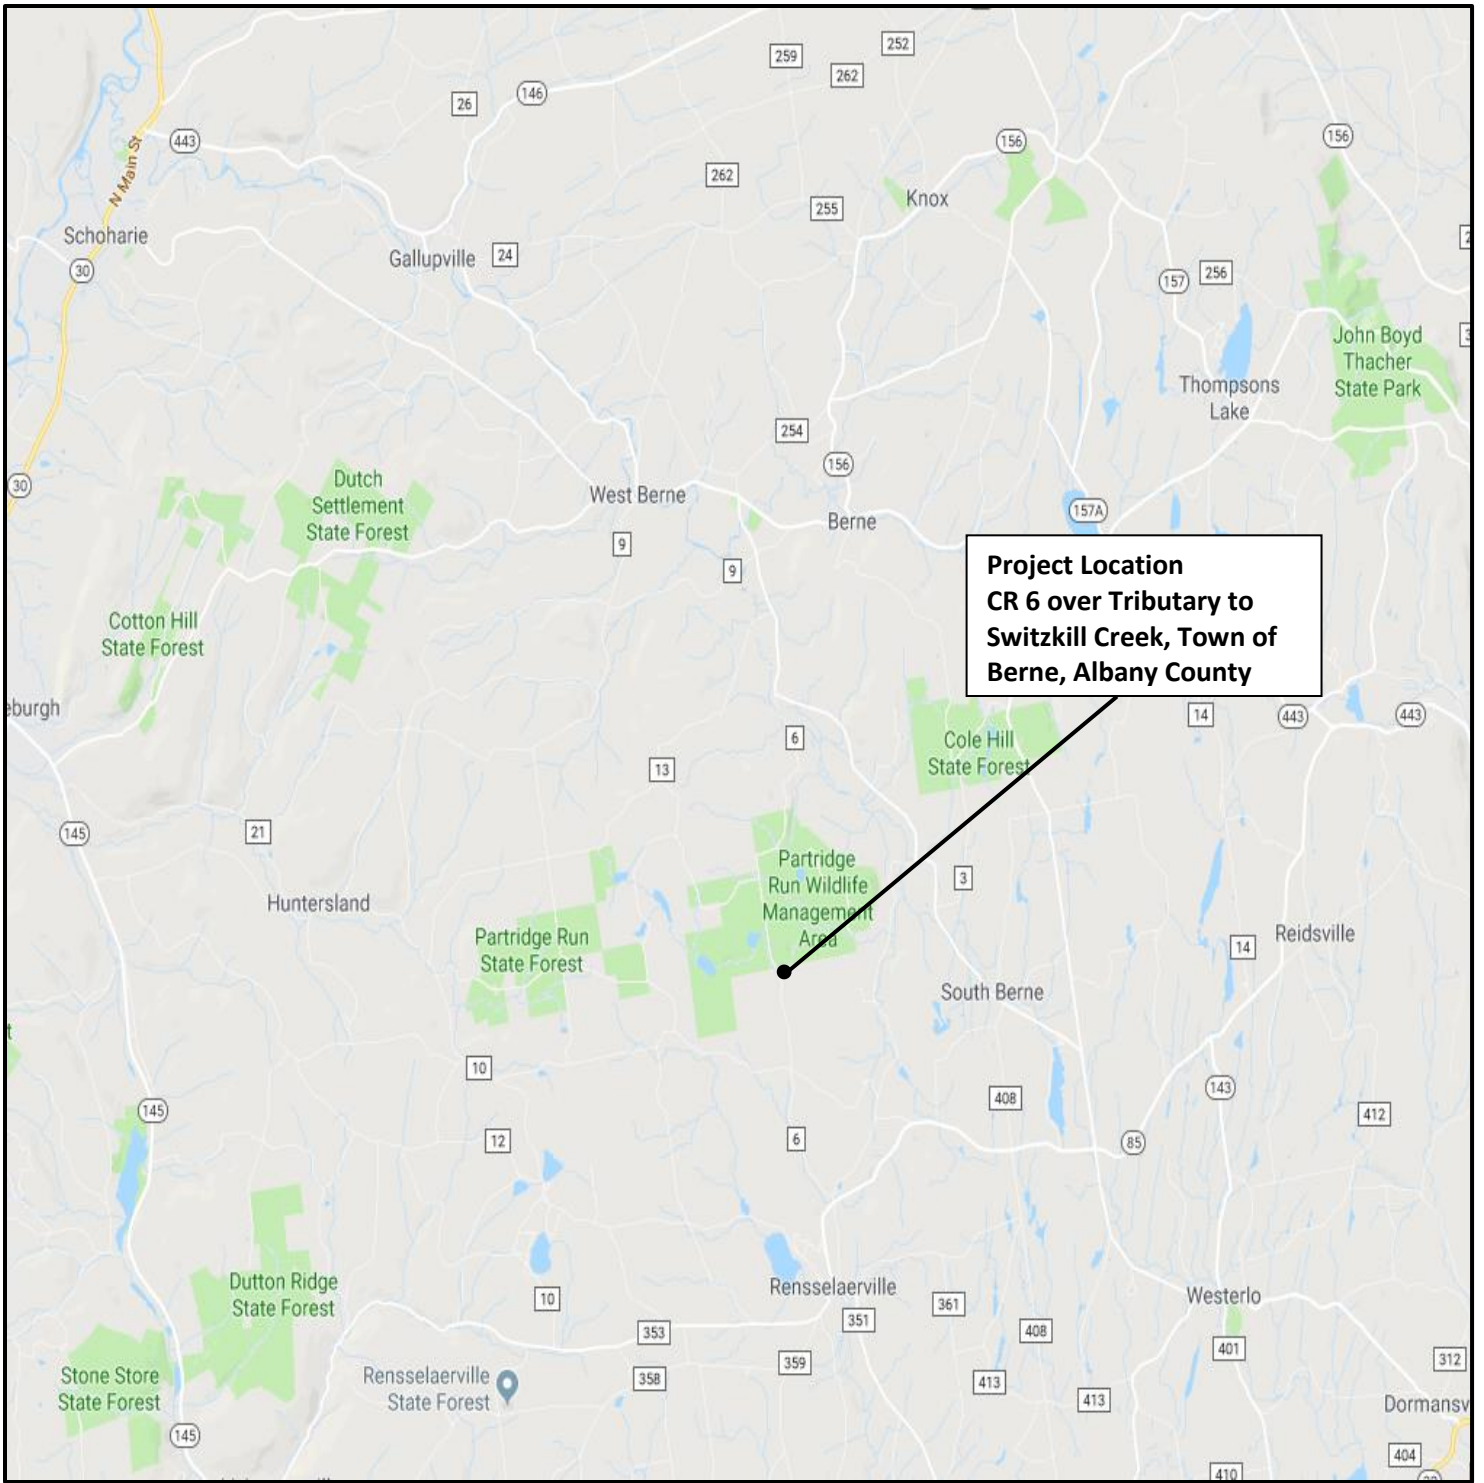 252
259
262
26
146
156
156
443
N Main St
262
255
Knox
Schoharie
Gallupville
24
30
157
256
John Boyd
Thacher
State Park
Thompsons
Lake
254
156
30
Dutch
Settlement
State Forest
West Berne
157A
Berne
9
9
Project Location
CR 6 over Tributary to
Switzkill Creek, Town of
Berne, Albany County
Cotton Hill
State Forest
eburgh
14
443
443
6
Cole Hill
State Forest
13
145
21
Partridge
Run Wildlife
Management
Area
3
Huntersland
Partridge Run
State Forest
14
Reidsville
South Berne
t
10
408
143
145
412
12
6
85
Dutton Ridge
State Forest
Rensselaerville
Westerlo
10
361
351
353
408
401
Stone Store
State Forest
Rensselaerville
State Forest
358
359
413
413
312
Dormansv
145
404
410